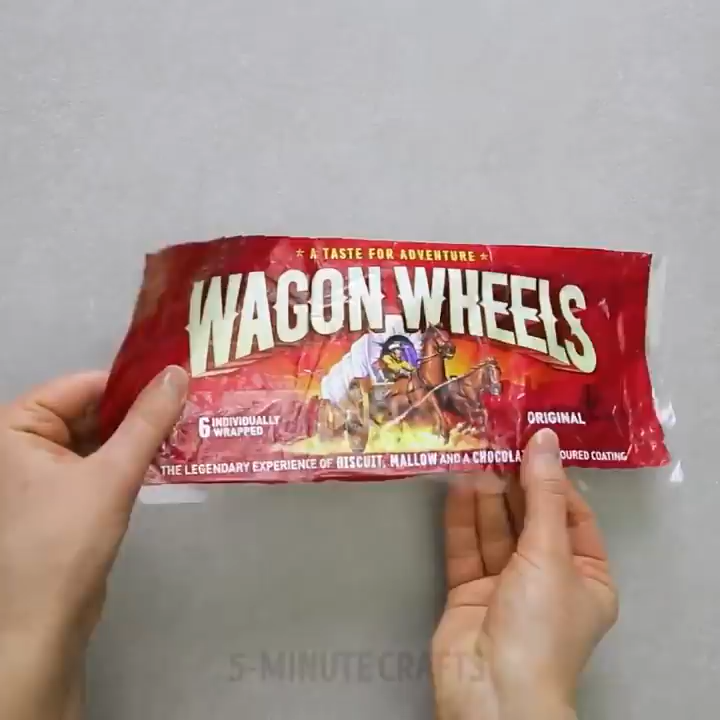 ★ A TASTE FOR ADVENTURE ★
WAGON WHEELS
6 INDIVIDUALLY
WRAPPED
ORIGINAL
THE LEGENDARY EXPERIENCE OF BISCUIT, MALLOW AND A CHOCOLAT OURED COATING
5-MINUTE CRAFTS